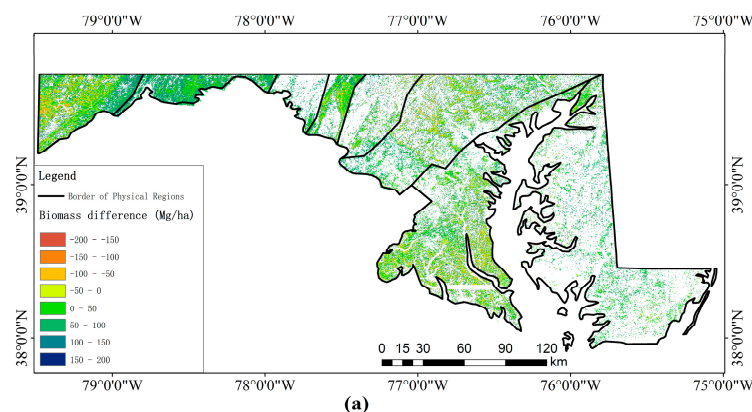 79°0'0"W 78°0'0"W 77°0'0"W 76°0'0"W 75°0'0"W
39°0'0"N
38°0'0"N
Legend
Border of Physical Regions
Biomass difference (Mg/ha)
-200 - -150
-150 - -100
-100 - -50
-50 - 0
0 - 50
50 - 100
100 - 150
150 - 200
0 15 30 60 90 120
km
39°0'0"N
38°0'0"N
79°0'0"W 78°0'0"W 77°0'0"W 76°0'0"W 75°0'0"W
(a)